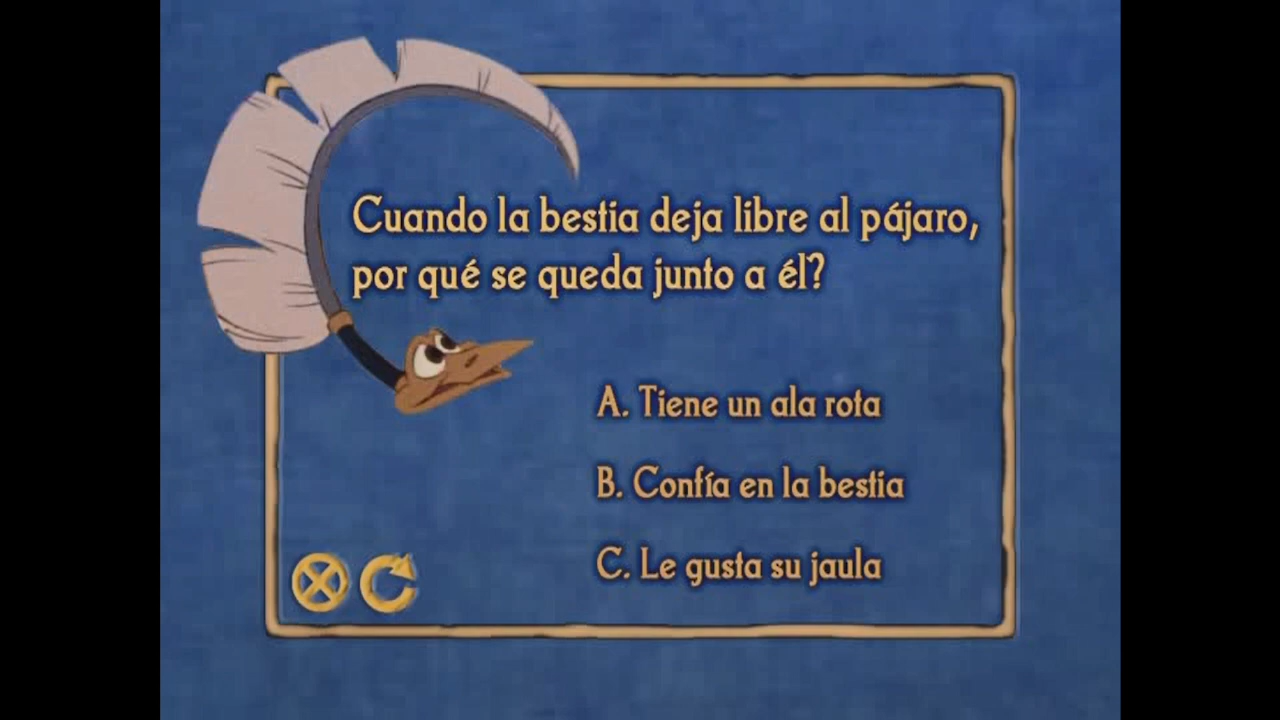 Cuando la bestia deja libre al pájaro,
por qué se queda junto a él?
A. Tiene un ala rota
B. Confía en la bestia
C. Le gusta su jaula